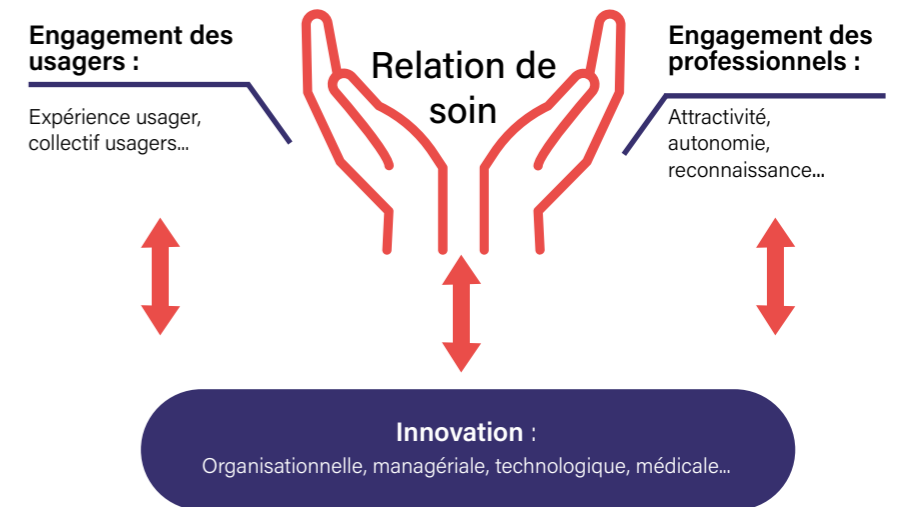 Engagement des
usagers :
Expérience usager,
collectif usagers...
Relation de
soin
Engagement des
professionnels :
Attractivité,
autonomie,
reconnaissance...
Innovation :
Organisationnelle, managériale, technologique, médicale...